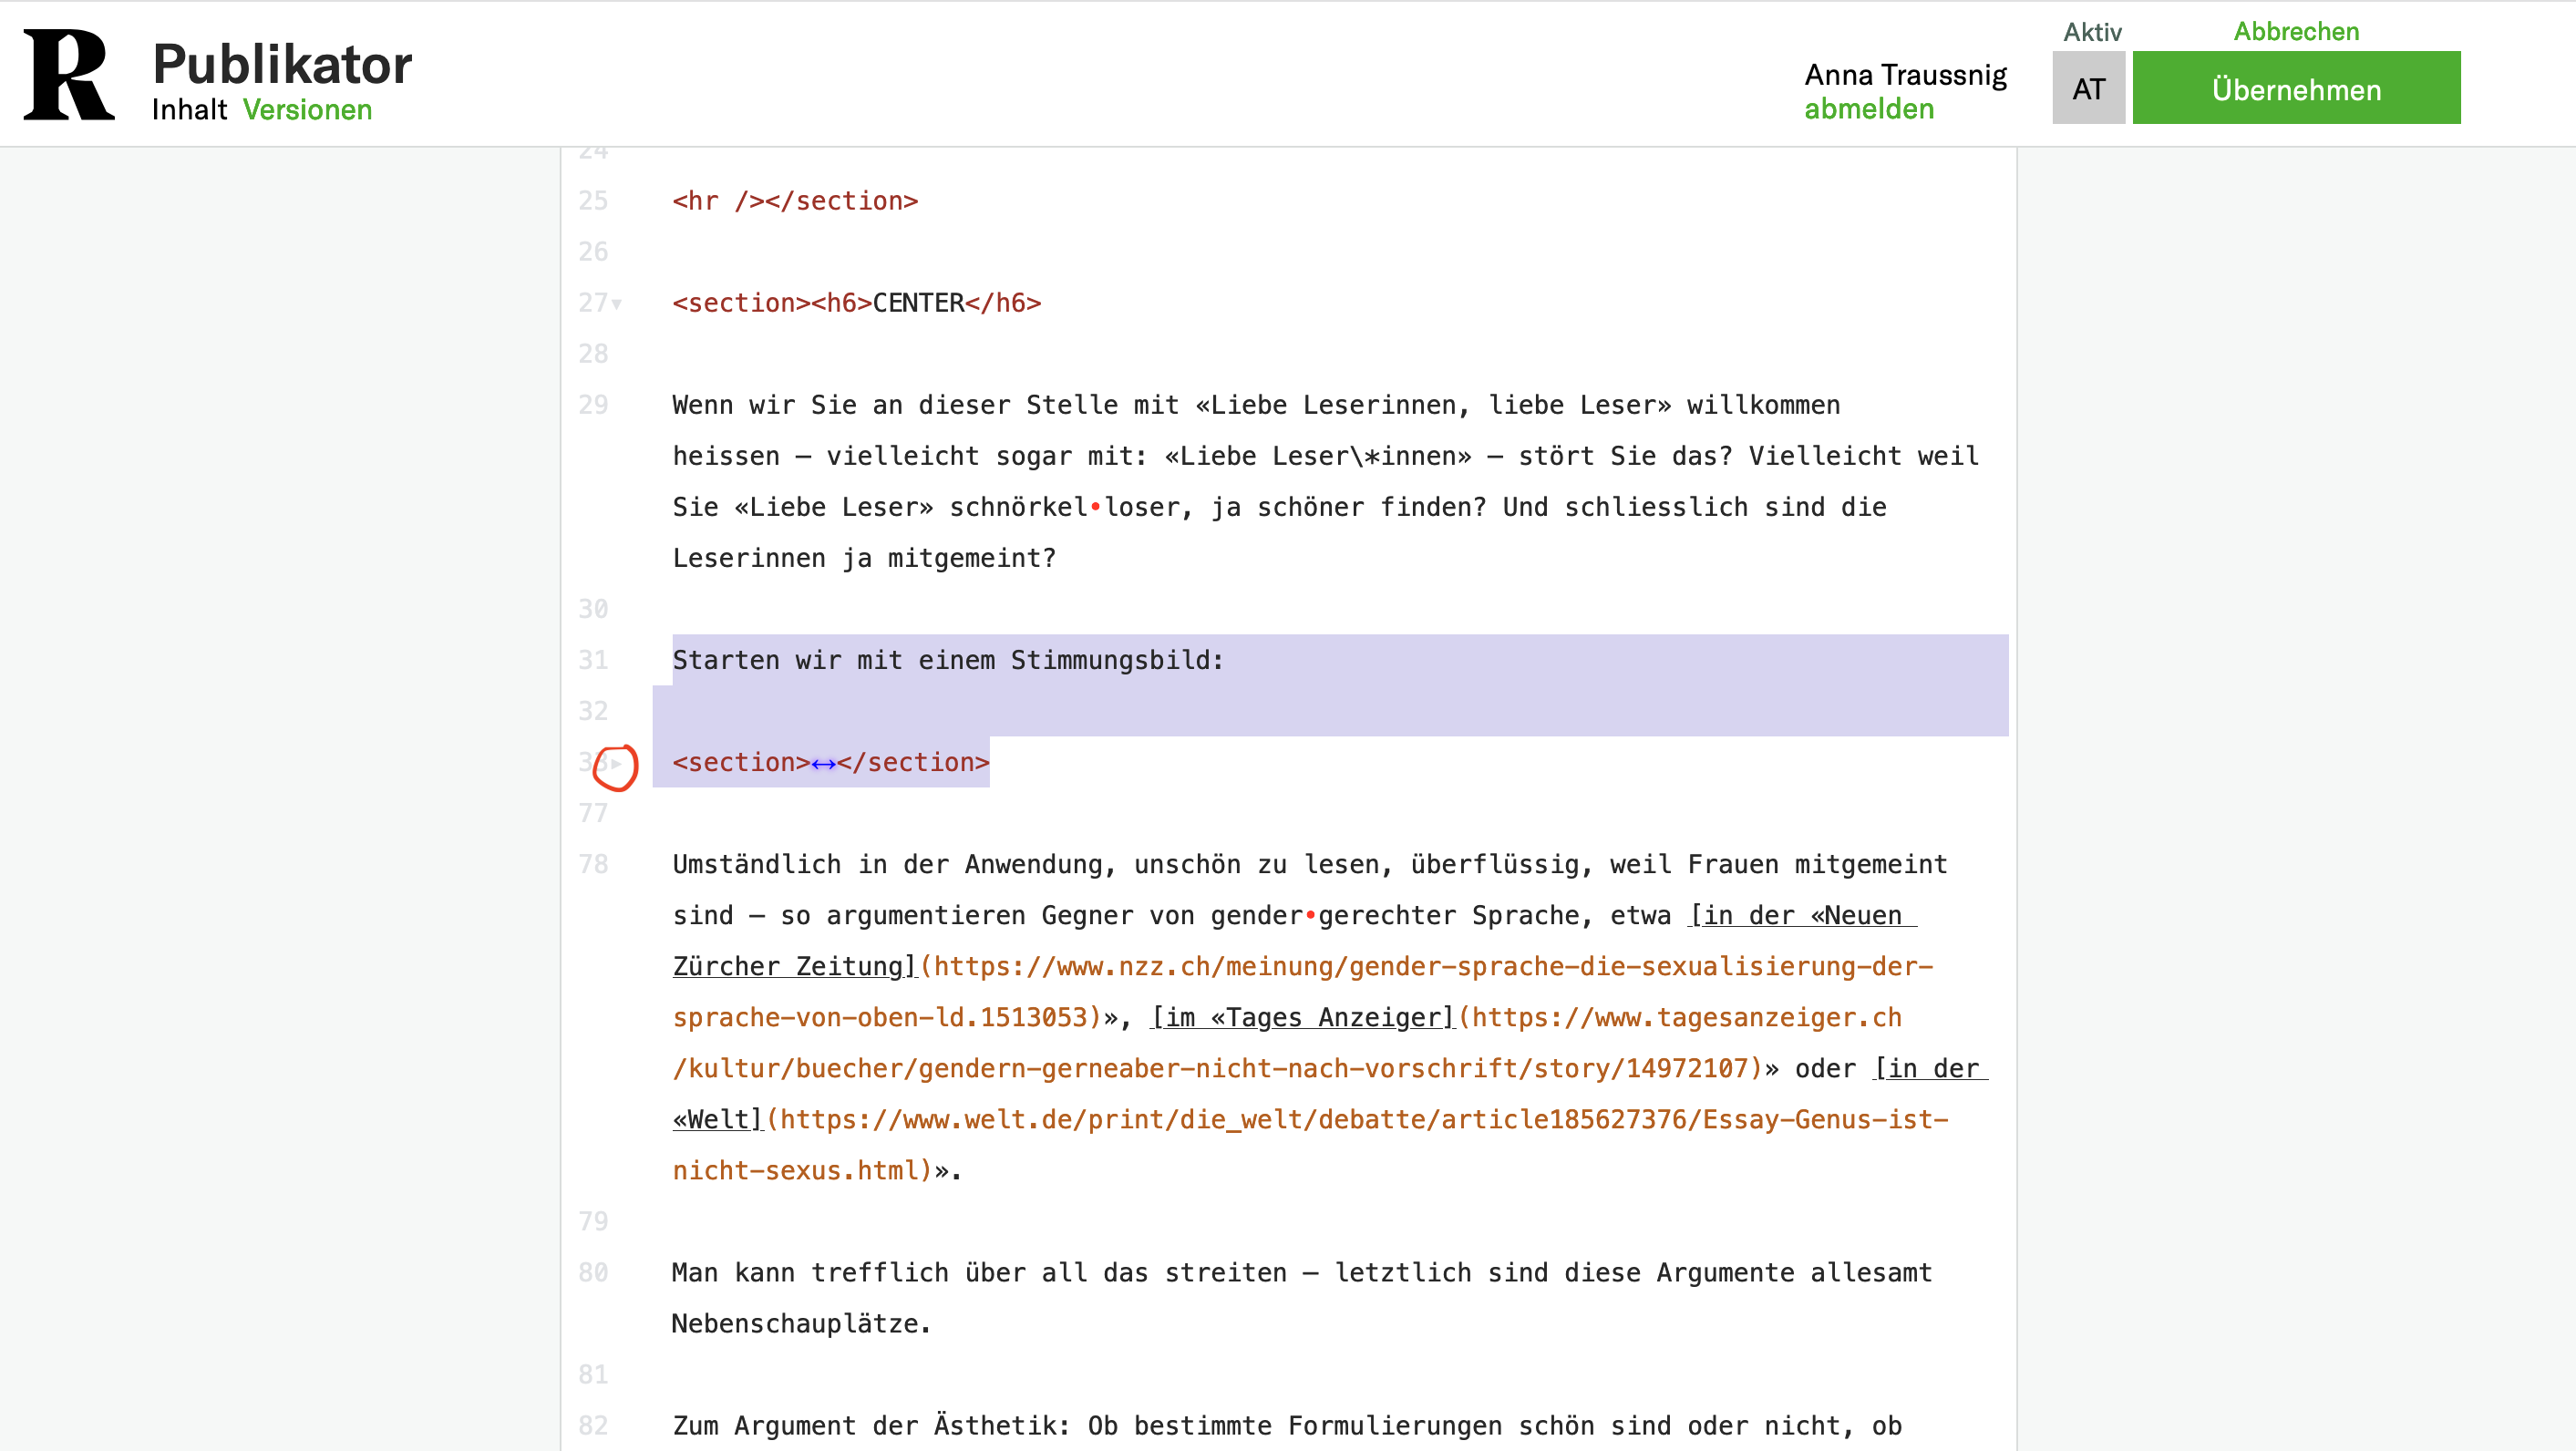 R
Publikator
Inhalt Versionen
Anna Traussnig
abmelden
Aktiv
AT
Abbrechen
Übernehmen
24
25 <hr /></section>
26
27 <section><h6>CENTER</h6>
28
29 Wenn wir Sie an dieser Stelle mit «Liebe Leserinnen, liebe Leser» willkommen
heissen – vielleicht sogar mit: «Liebe Leser\*innen» – stört Sie das? Vielleicht weil
Sie «Liebe Leser» schnörkel•loser, ja schöner finden? Und schliesslich sind die
Leserinnen ja mitgemeint?
30
31 Starten wir mit einem Stimmungsbild:
32
33 <section>↔</section>
77
78 Umständlich in der Anwendung, unschön zu lesen, überflüssig, weil Frauen mitgemeint
sind – so argumentieren Gegner von gender•gerechter Sprache, etwa [in der «Neuen
Zürcher Zeitung](https://www.nzz.ch/meinung/gender-sprache-die-sexualisierung-der-
sprache-von-oben-ld.1513053)», [im «Tages Anzeiger](https://www.tagesanzeiger.ch
/kultur/buecher/gendern-gerneaber-nicht-nach-vorschrift/story/14972107)» oder [in der
«Welt](https://www.welt.de/print/die_welt/debatte/article185627376/Essay-Genus-ist-
nicht-sexus.html)».
79
80 Man kann trefflich über all das streiten – letztlich sind diese Argumente allesamt
Nebenschauplätze.
81
82 Zum Argument der Ästhetik: Ob bestimmte Formulierungen schön sind oder nicht, ob